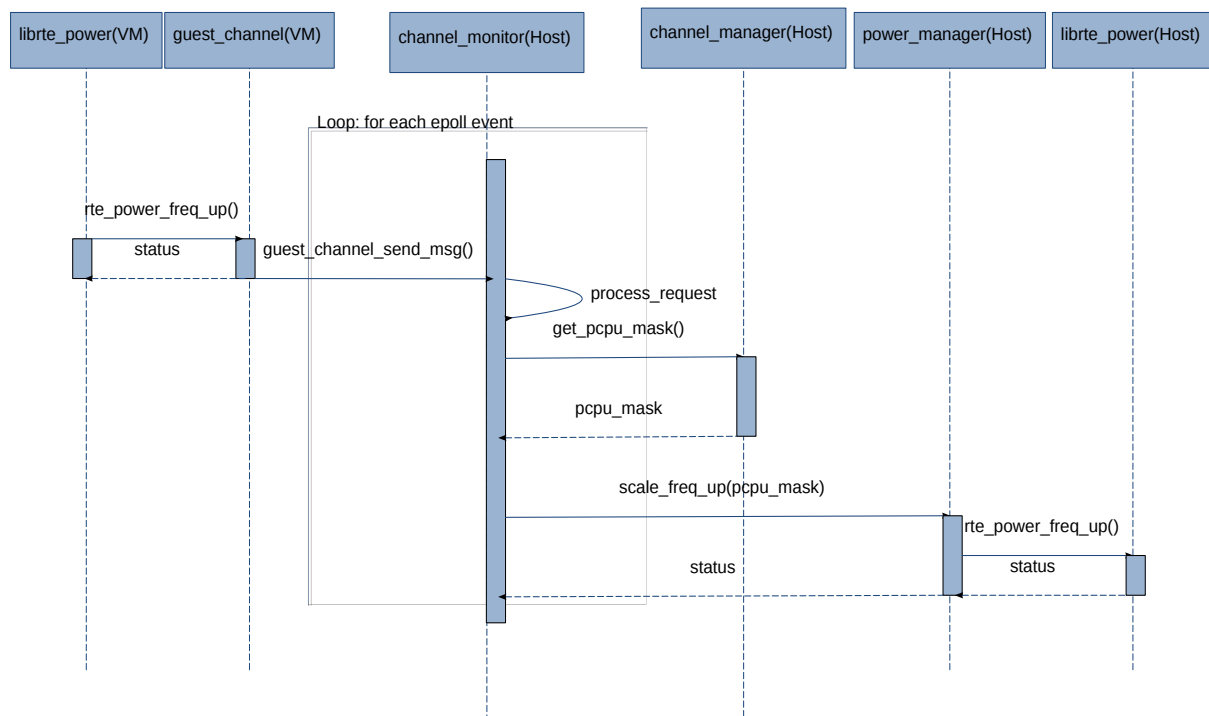 librte_power(VM)
guest_channel(VM)
channel_monitor(Host)
channel_manager(Host)
power_manager(Host)
librte_power(Host)
Loop: for each epoll event
rte_power_freq_up()
status
guest_channel_send_msg()
process_request
get_pcpu_mask()
pcpu_mask
scale_freq_up(pcpu_mask)
rte_power_freq_up()
status
status